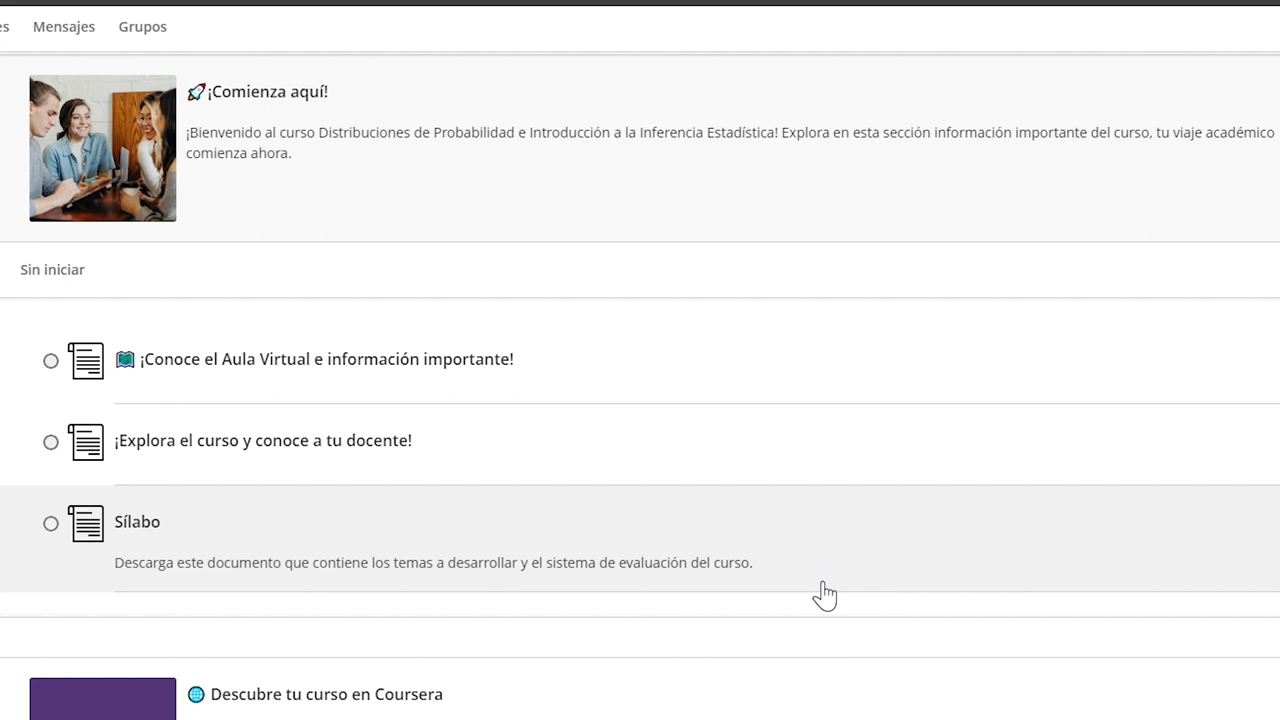 es Mensajes Grupos
🚀¡Comienza aquí!
¡Bienvenido al curso Distribuciones de Probabilidad e Introducción a la Inferencia Estadística! Explora en esta sección información importante del curso, tu viaje académico
comienza ahora.
Sin iniciar
¡Conoce el Aula Virtual e información importante!
¡Explora el curso y conoce a tu docente!
Sílabo
Descarga este documento que contiene los temas a desarrollar y el sistema de evaluación del curso.
🌐 Descubre tu curso en Coursera